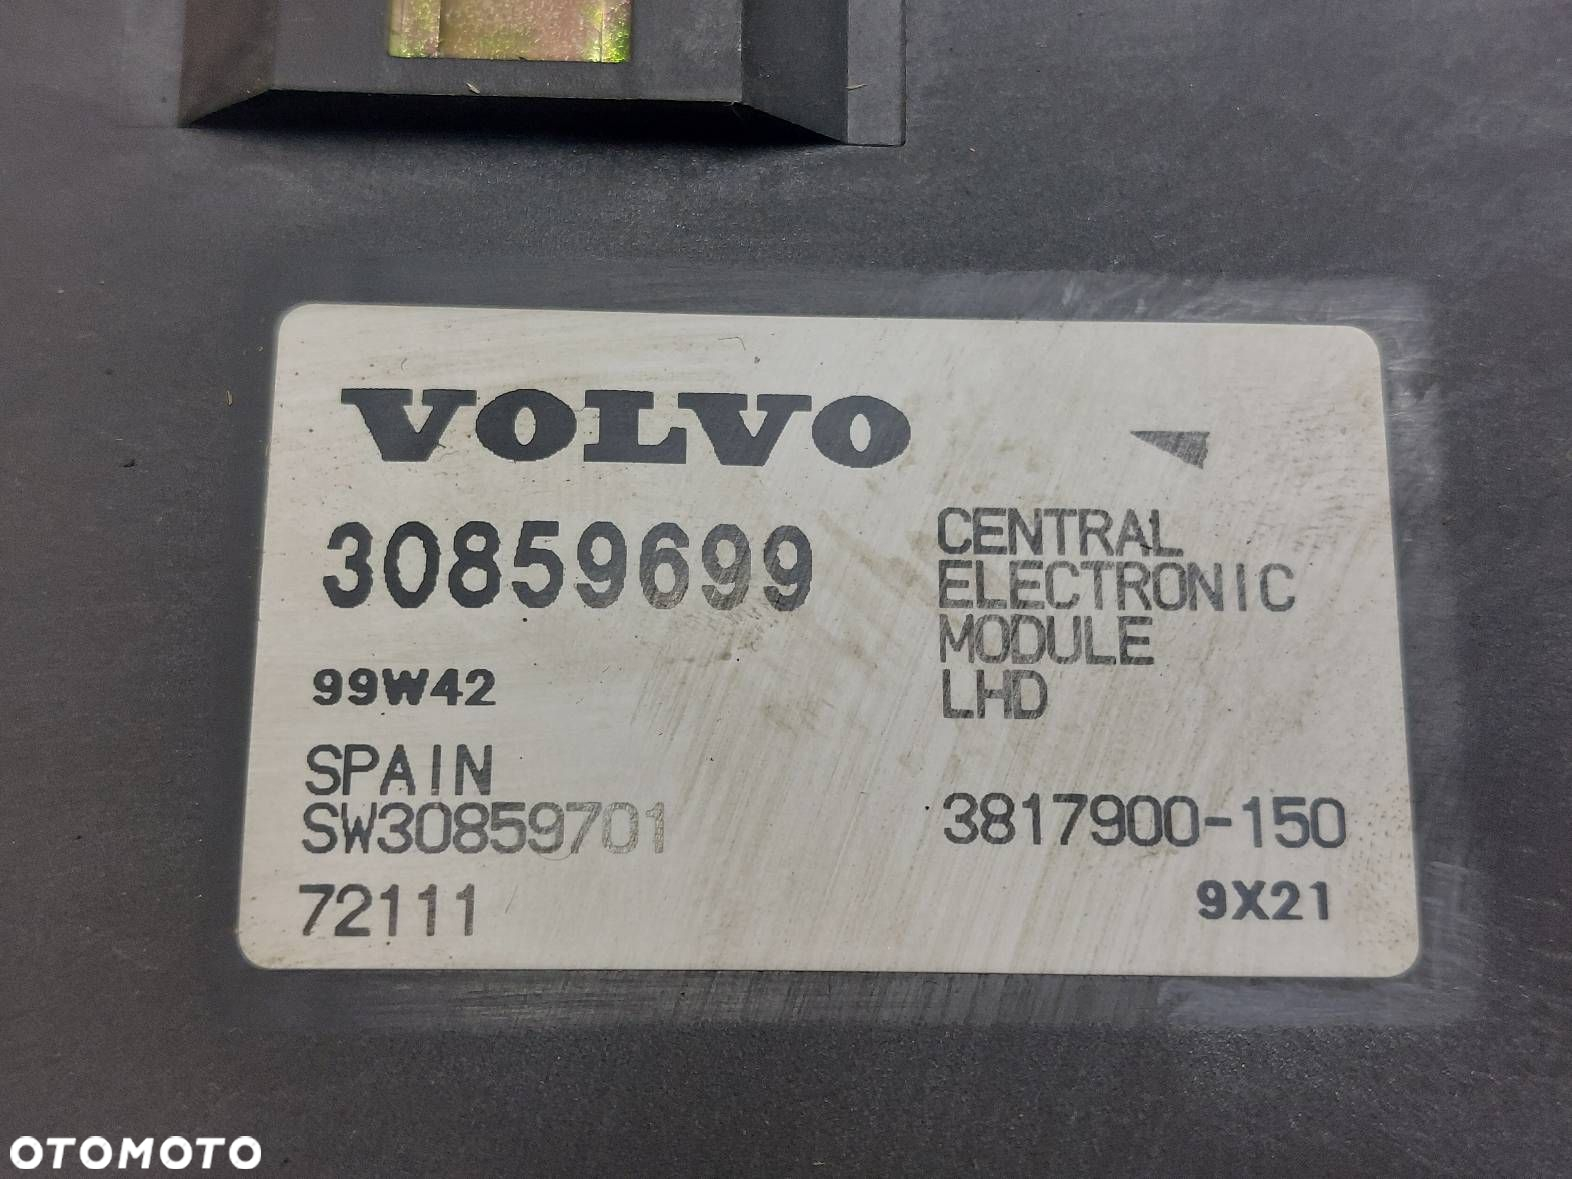 VOLVO
30859699
CENTRAL
ELECTRONIC
MODULE
LHD
99W42
SPAIN
SW30859701
3817900-150
72111
9X21
OTOMOTO